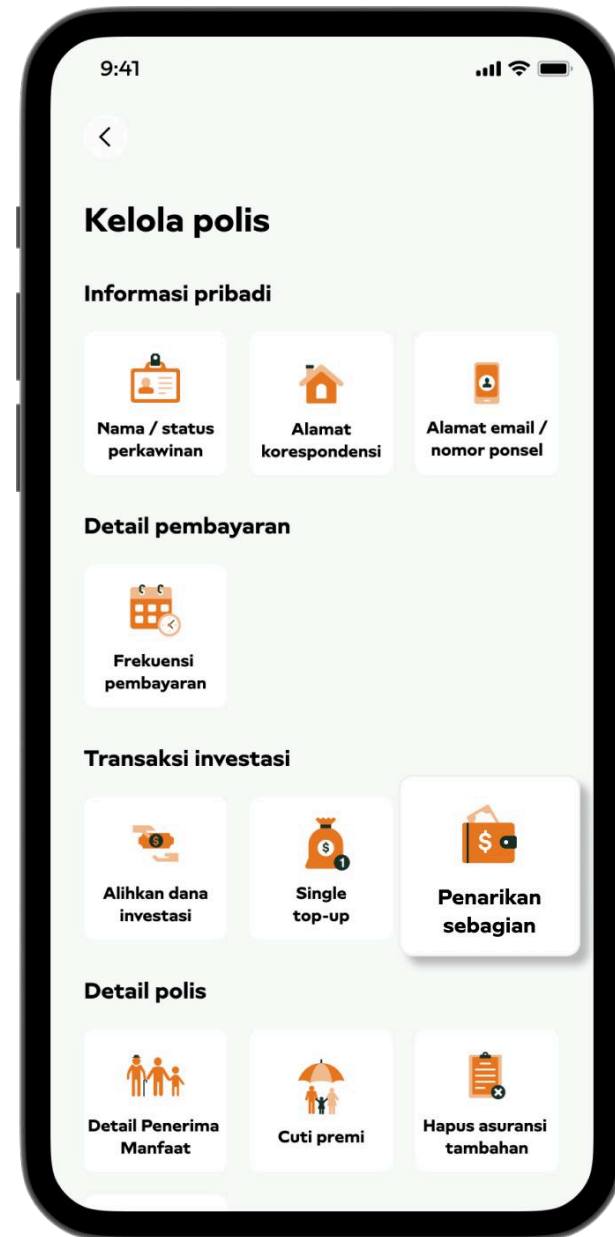 9:41
Kelola polis
Informasi pribadi
Nama / status
perkawinan
Alamat
korespondensi
Alamat email /
nomor ponsel
Detail pembayaran
Frekuensi
pembayaran
Transaksi investasi
Alihkan dana
investasi
$
1
Single
top-up
$
Penarikan
sebagian
Detail polis
Detail Penerima
Manfaat
Cuti premi
Hapus asuransi
tambahan